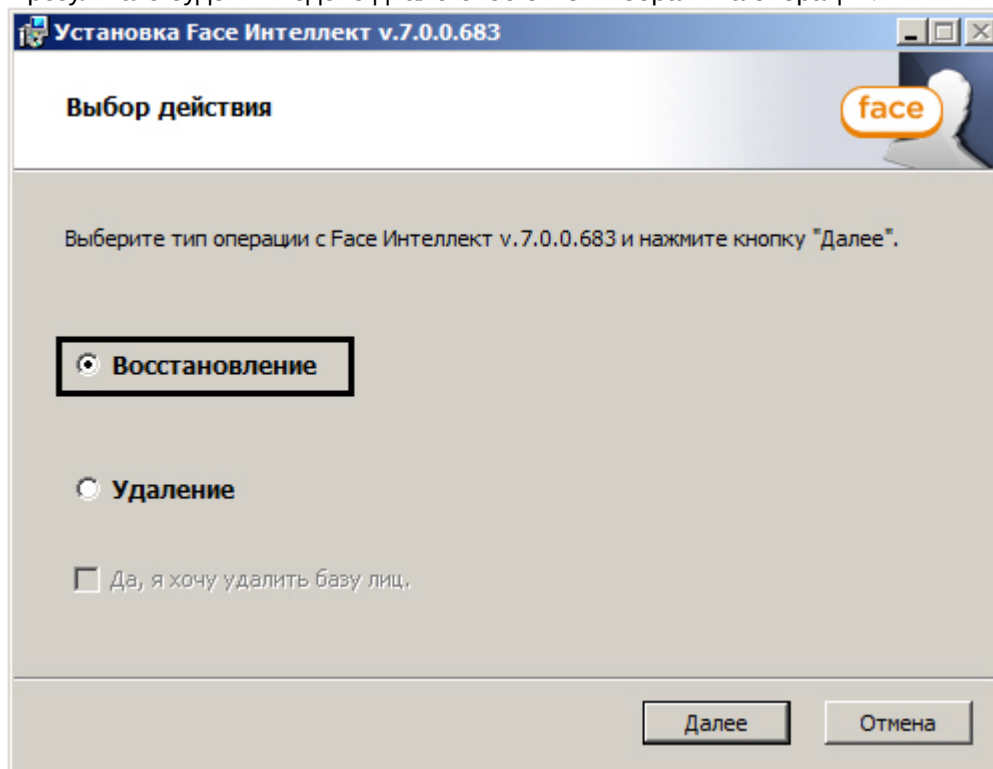 Установка Face Интеллект v.7.0.0.683
Выбор действия
face
Выберите тип операции с Face Интеллект v.7.0.0.683 и нажмите кнопку "Далее".
Восстановление
Удаление
Да, я хочу удалить базу лиц.
Далее
Отмена